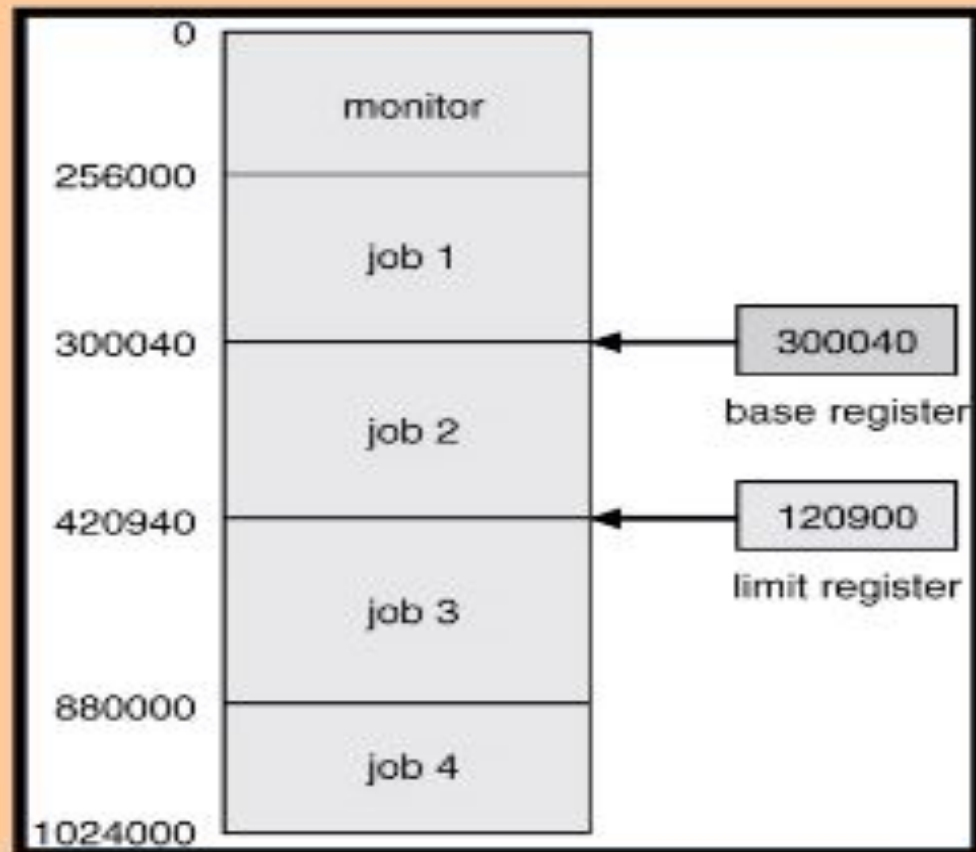 0
monitor
256000
job 1
300040
300040
base register
job 2
420940
120900
limit register
job 3
880000
job 4
1024000